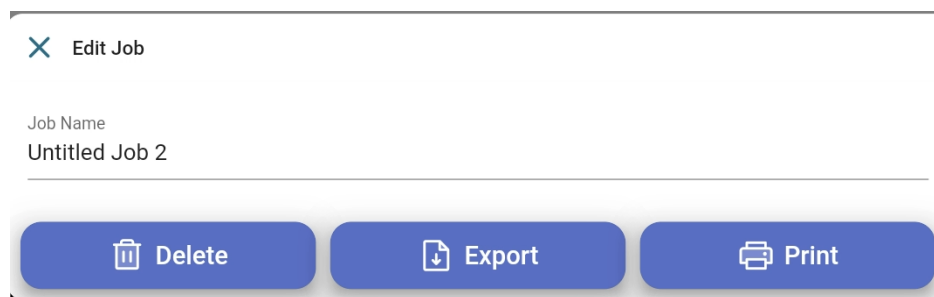 Edit Job
Job Name
Untitled Job 2
Delete Export Print